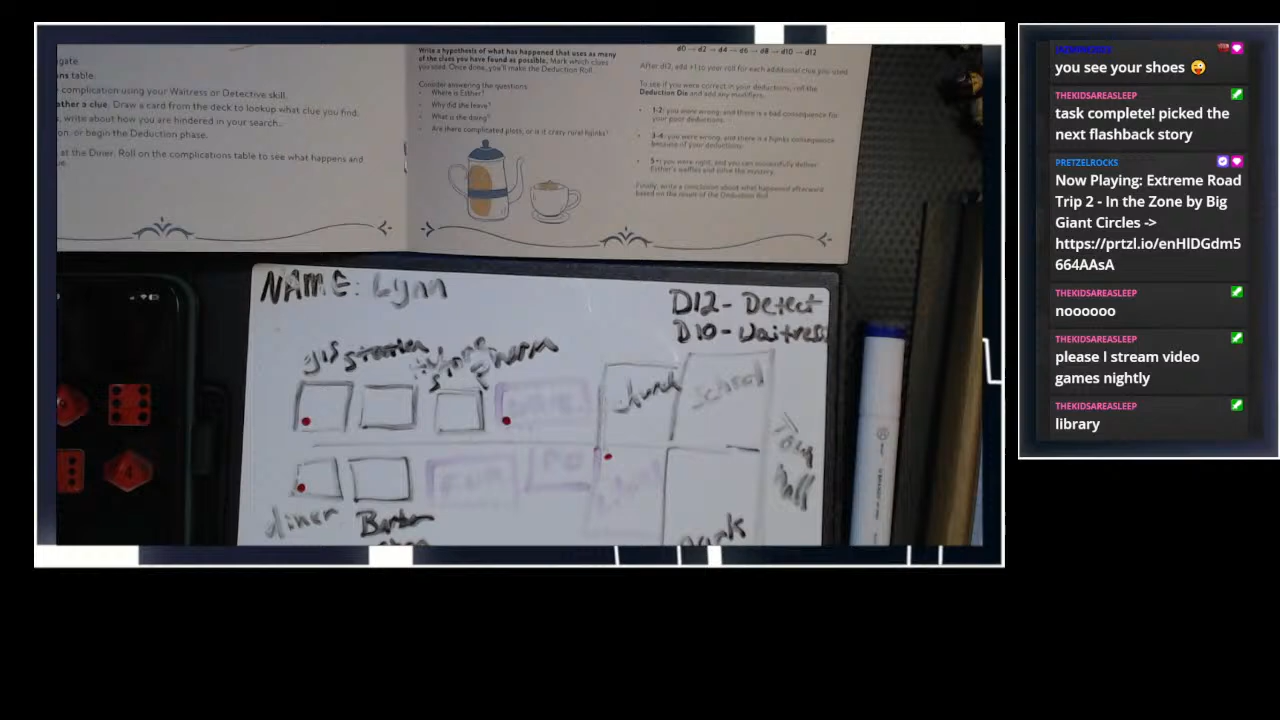 gate
ns table.
complication using your Waitress or Detective skill.
ather a clue. Draw a card from the deck to lookup what clue you find.
, write about how you are hindered in your search.
on, or begin the Deduction phase.
at the Diner. Roll on the complications table to see what happens and
ue.
Write a hypothesis of what has happened that uses as many
of the clues you have found as possible. Mark which clues
you used. Once done, you'll make the Deduction Roll.
Consider answering the questions:
Where is Esther?
Why did she leave?
What is she doing?
Are there complicated plots, or is it crazy rural hijinks?
d0 → d2 → d4 → d6 → d8 → d10 → d12
After d12, add +1 to your roll for each additional clue you used
To see if you were correct in your deductions, roll the
Deduction Die and add any modifiers.
1-2: you were wrong, and there is a bad consequence for
your poor deductions.
3-4: you were wrong, and there is a hijinks consequence
because of your deductions.
5+: you were right, and you can successfully deliver
Esther's waffles and solve the mystery.
Finally, write a conclusion about what happened afterward
based on the result of the Deduction Roll
NAME: Lynn
D12 - Detect
D10 - Waitress
gas station
church
school
Town
Hall
diner
park
you see your shoes 😜
THEKIDSAREASLEEP
task complete! picked the
next flashback story
PRETZELROCKS
Now Playing: Extreme Road
Trip 2 - In the Zone by Big
Giant Circles ->
https://prtzl.io/enHlDGdm5
664AAsA
THEKIDSAREASLEEP
noooooo
THEKIDSAREASLEEP
please I stream video
games nightly
THEKIDSAREASLEEP
library